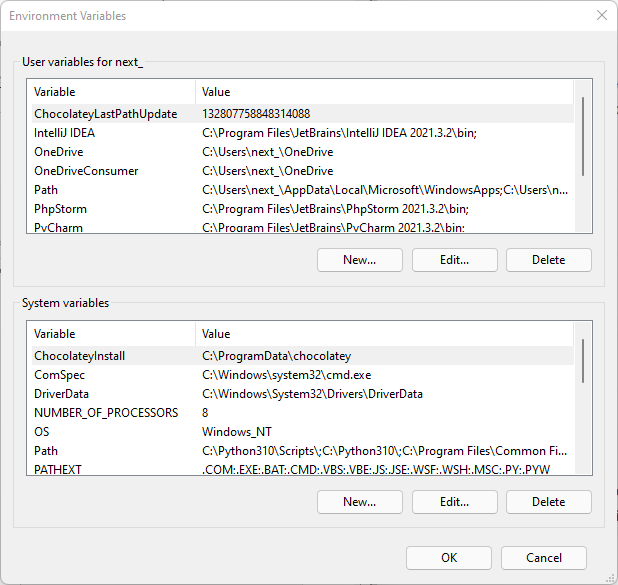 Environment Variables
User variables for next_
Variable Value
ChocolateyLastPathUpdate 132807758848314088
IntelliJ IDEA C:\Program Files\JetBrains\IntelliJ IDEA 2021.3.2\bin;
OneDrive C:\Users\next_\OneDrive
OneDriveConsumer C:\Users\next_\OneDrive
Path C:\Users\next_\AppData\Local\Microsoft\WindowsApps;C:\Users\n...
PhpStorm C:\Program Files\JetBrains\PhpStorm 2021.3.2\bin;
PyCharm C:\Program Files\JetBrains\PyCharm 2021.3.2\bin;
New... Edit... Delete
System variables
Variable Value
ChocolateyInstall C:\ProgramData\chocolatey
ComSpec C:\Windows\system32\cmd.exe
DriverData C:\Windows\System32\Drivers\DriverData
NUMBER_OF_PROCESSORS 8
OS Windows_NT
Path C:\Python310\Scripts\;C:\Python310\;C:\Program Files\Common Fi...
PATHEXT .COM;.EXE;.BAT;.CMD;.VBS;.VBE;.JS;.JSE;.WSF;.WSH;.MSC;.PY;.PYW
New... Edit... Delete
OK Cancel